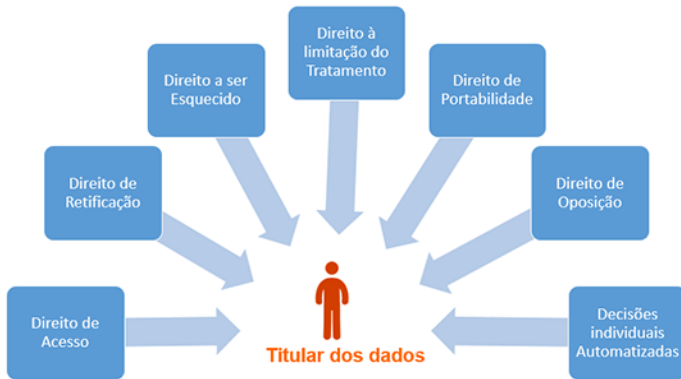 Direito de
Acesso
Direito de
Retificação
Direito a ser
Esquecido
Direito à
limitação do
Tratamento
Direito de
Portabilidade
Direito de
Oposição
Decisões
individuais
Automatizadas
Titular dos dados